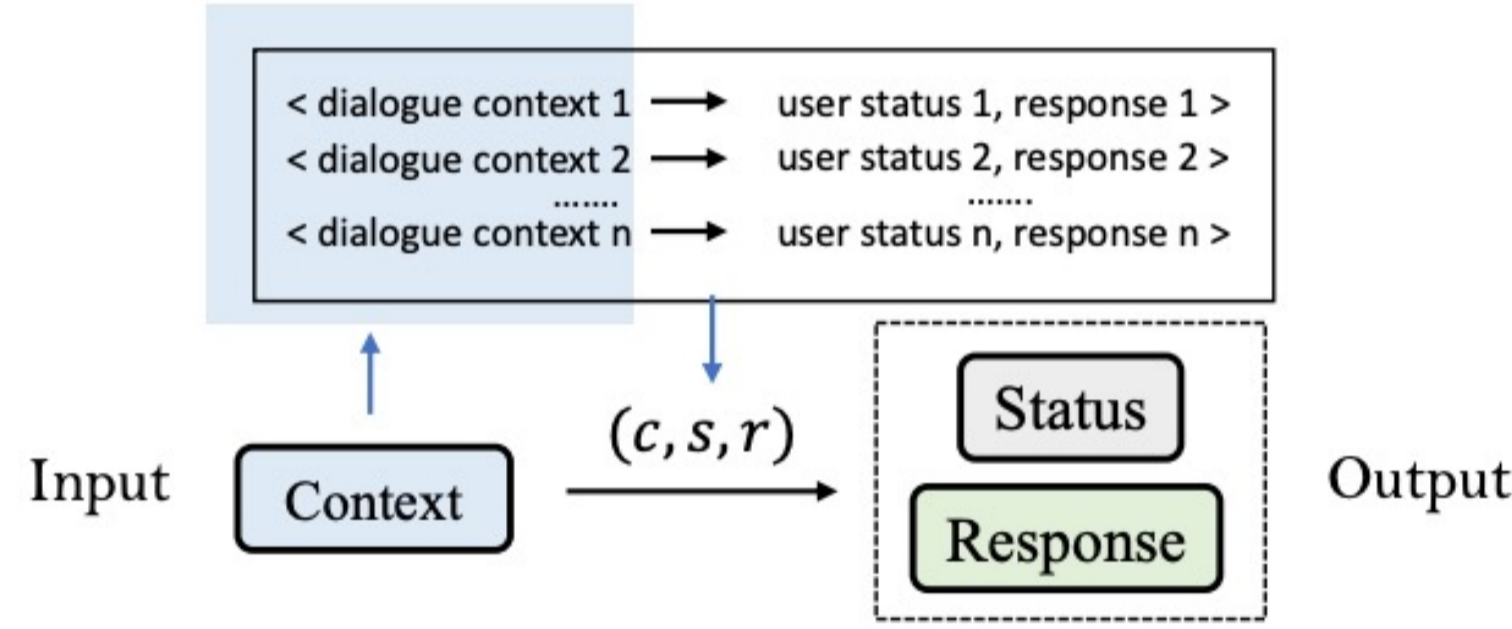 < dialogue context 1 → user status 1, response 1 >
< dialogue context 2 → user status 2, response 2 >
....... .......
< dialogue context n → user status n, response n >
(c, s, r)
Status
Input
Context
Response
Output